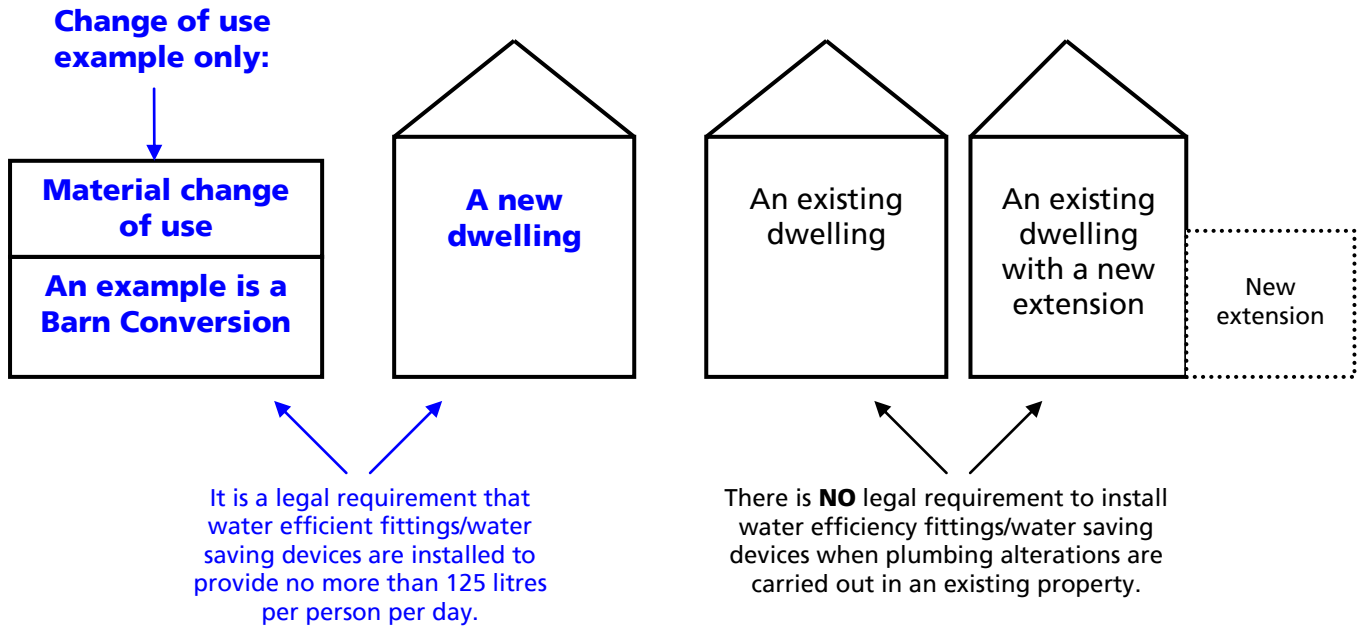 Change of use
example only:
Material change
of use
An example is a
Barn Conversion
A new
dwelling
An existing
dwelling
An existing
dwelling
with a new
extension
New
extension
It is a legal requirement that
water efficient fittings/water
saving devices are installed to
provide no more than 125 litres
per person per day.
There is NO legal requirement to install
water efficiency fittings/water saving
devices when plumbing alterations are
carried out in an existing property.